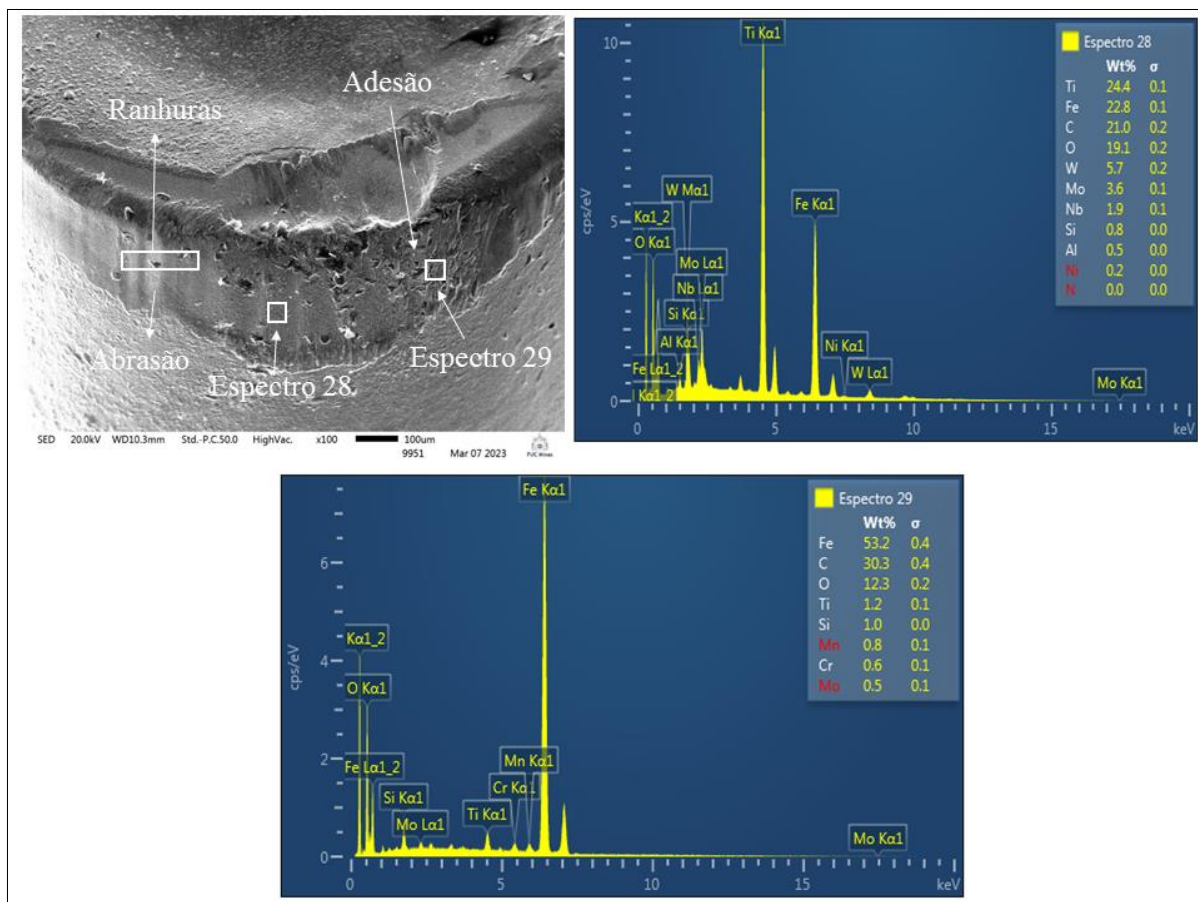 Ranhuras
Adesão
Abrasão
Espectro 28
Espectro 29
SED 20.0kV WD10.3mm Std.-P.C.50.0 HighVac. x100 100um
9951 Mar 07 2023
PUC Minas
10
5
0
cps/eV
Ti Kα1
W Mα1
Kα1_2
O Kα1
Mo Lα1
Nb Lα1
Si Kα1
Al Kα1
Fe Lα1_2
Kα1_2
Fe Kα1
Ni Kα1
W Lα1
Mo Kα1
0 5 10 15 keV
Espectro 28
Wt% σ
Ti 24.4 0.1
Fe 22.8 0.1
C 21.0 0.2
O 19.1 0.2
W 5.7 0.2
Mo 3.6 0.1
Nb 1.9 0.1
Si 0.8 0.0
Al 0.5 0.0
Ni 0.2 0.0
N 0.0 0.0
6
4
2
0
cps/eV
Fe Kα1
Kα1_2
O Kα1
Fe Lα1_2
Si Kα1
Mo Lα1
Ti Kα1
Cr Kα1
Mn Kα1
Mo Kα1
0 5 10 15 keV
Espectro 29
Wt% σ
Fe 53.2 0.4
C 30.3 0.4
O 12.3 0.2
Ti 1.2 0.1
Si 1.0 0.0
Mn 0.8 0.1
Cr 0.6 0.1
Mo 0.5 0.1